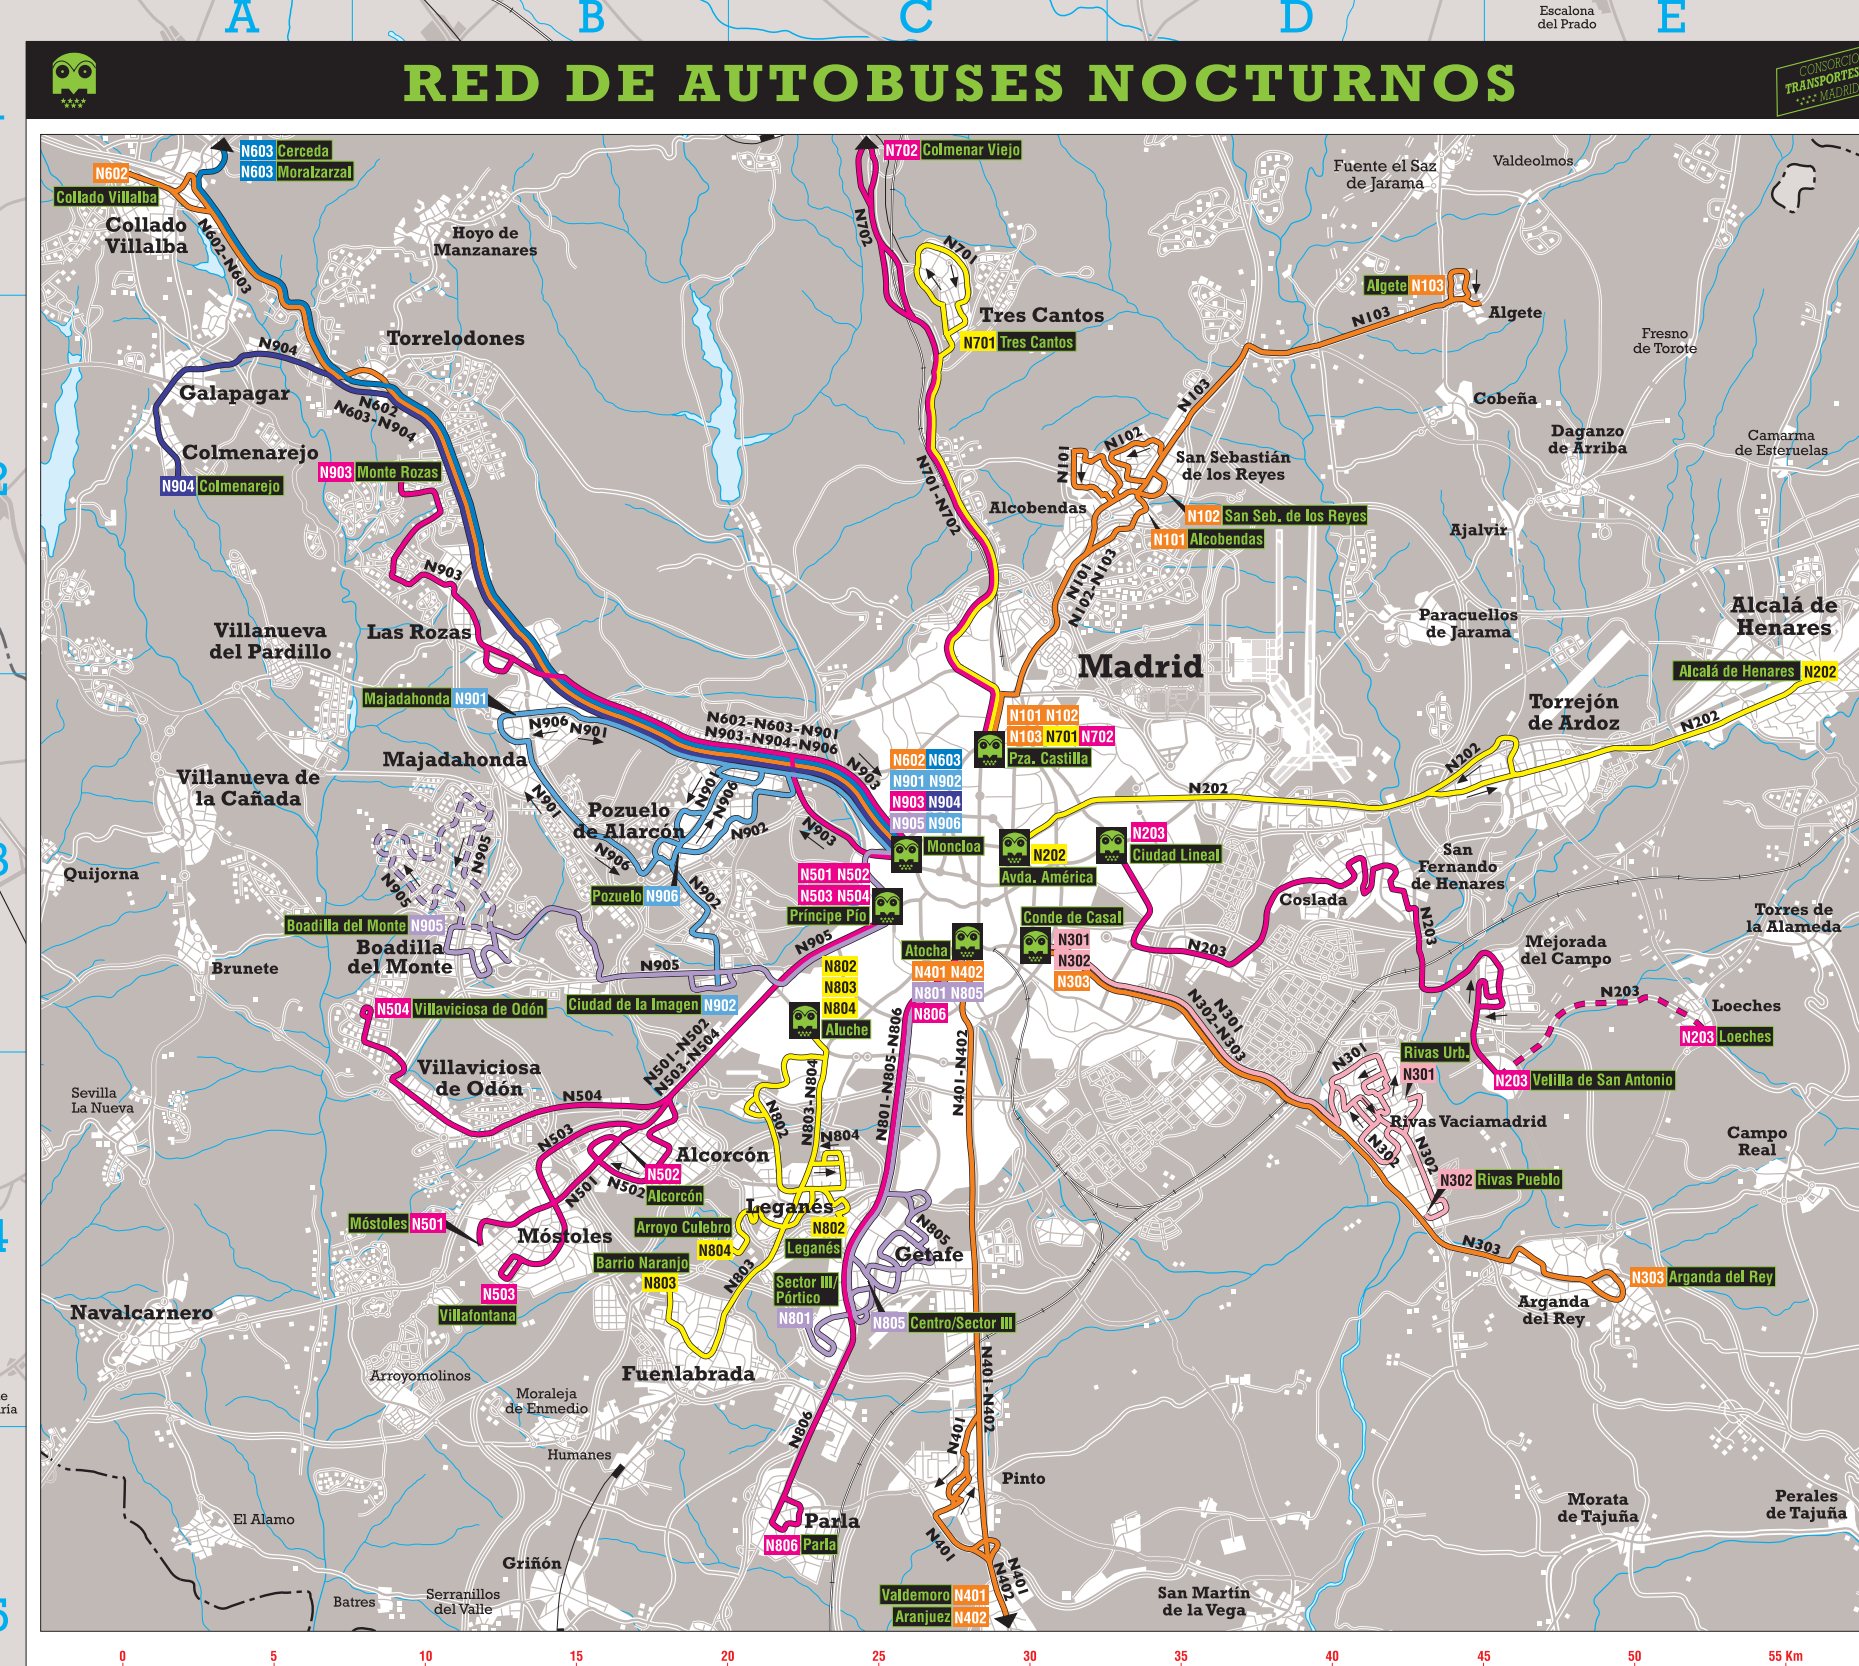 A
B
C
D
E
Escalona
del Prado
RED DE AUTOBUSES NOCTURNOS
CONSORCIO
TRANSPORTES
MADRID
1
2
3
4
5
N603 Cerceda
N603 Moralzarzal
N602
Collado Villalba
Collado
Villalba
N602-N603
Hoyo de
Manzanares
N702 Colmenar Viejo
N702
N701
Tres Cantos
N701 Tres Cantos
Fuente el Saz
de Jarama
Valdeolmos
Algete N103
Algete
N103
Fresno
de Torote
Torrelodones
N904
Galapagar
N602
N603-N904
Colmenarejo
N904 Colmenarejo
N903 Monte Rozas
N903
N103
N102
N101
San Sebastián
de los Reyes
Alcobendas
N102 San Seb. de los Reyes
N101 Alcobendas
N101
N102-N103
N701-N702
Cobeña
Daganzo
de Arriba
Camarma
de Esteruelas
Ajalvir
Paracuellos
de Jarama
Alcalá de
Henares
Alcalá de Henares N202
Villanueva
del Pardillo
Las Rozas
Majadahonda N901
N906
N901
Majadahonda
N602-N603-N901
N903-N904-N906
N903
Madrid
N101 N102
N103 N701 N702
Pza. Castilla
Torrejón
de Ardoz
N202
N202
N202
Villanueva de
la Cañada
Pozuelo
de Alarcón
N901
N906
N901
N906
N902
N903
N902
N602 N603
N901 N902
N903 N904
N905 N906
Moncloa
N202
Avda. América
N203
Ciudad Lineal
San
Fernando
de Henares
Coslada
N203
N203
Quijorna
N905
N905
Pozuelo N906
N501 N502
N503 N504
Príncipe Pío
Boadilla del Monte N905
Boadilla
del Monte
N905
N905
Brunete
Atocha
N401 N402
N801 N805
N806
Conde de Casal
N301
N302
N303
Mejorada
del Campo
Torres de
la Alameda
N203
Loeches
N203 Loeches
N504 Villaviciosa de Odón
Ciudad de la Imagen N902
N802
N803
N804
Aluche
Villaviciosa
de Odón
N501-N502
N503-N504
N504
N801-N805-N806
N401-N402
N301
N302-N303
N301
Rivas Urb.
N301
N203 Velilla de San Antonio
Rivas Vaciamadrid
N302
N302
N302 Rivas Pueblo
Sevilla
La Nueva
Campo
Real
N503
Alcorcón
N502
Alcorcón
N502
N501
N802
N803-N804
N804
Leganés
N802
Leganés
Móstoles N501
Móstoles
Arroyo Culebro
N804
N805
Getafe
Barrio Naranjo
N803
N803
N503
Villafontana
Sector III/
Pórtico
N801
N805 Centro/Sector III
N303
N303 Arganda del Rey
Arganda
del Rey
Navalcarnero
Fuenlabrada
Arroyomolinos
Moraleja
de Enmedio
Humanes
N806
N401-N402
N401
Pinto
Parla
N806 Parla
N401
N401
N402
Valdemoro N401
Aranjuez N402
El Alamo
Griñón
Batres
Serranillos
del Valle
San Martín
de la Vega
Morata
de Tajuña
Perales
de Tajuña
0 5 10 15 20 25 30 35 40 45 50 55 Km